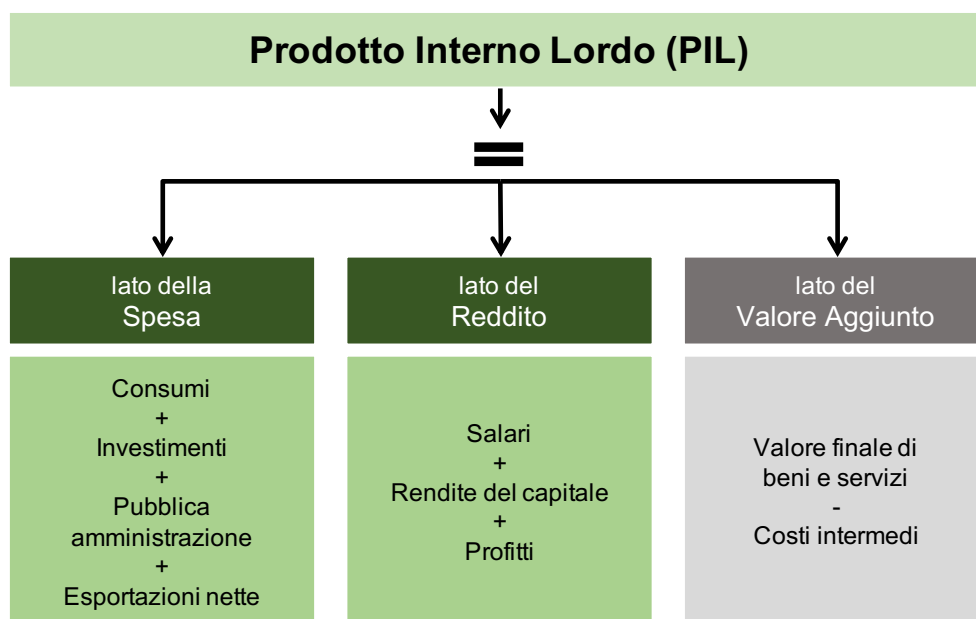 Prodotto Interno Lordo (PIL)
=
lato della
Spesa
lato del
Reddito
lato del
Valore Aggiunto
Consumi
+
Investimenti
+
Pubblica
amministrazione
+
Esportazioni nette
Salari
+
Rendite del capitale
+
Profitti
Valore finale di
beni e servizi
-
Costi intermedi